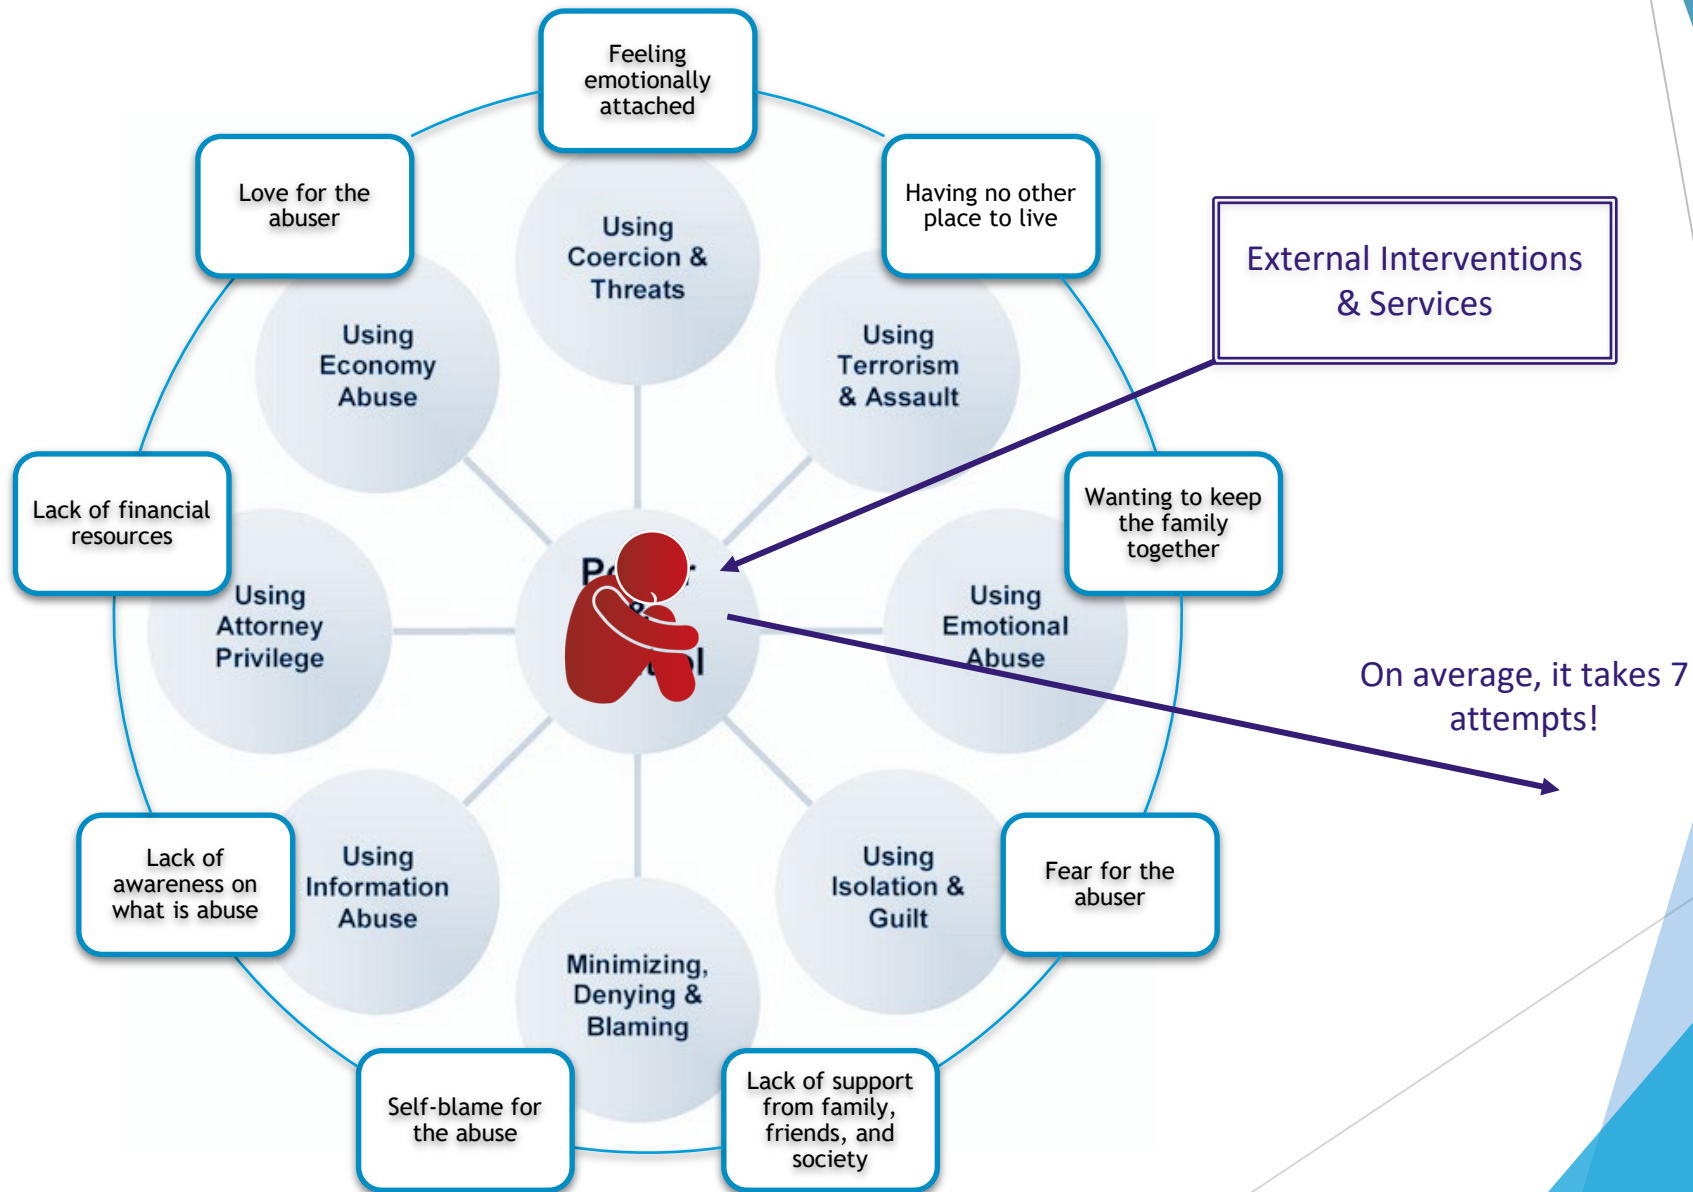 Feeling
emotionally
attached
Love for the
abuser
Having no other
place to live
Using
Coercion &
Threats
External Interventions
& Services
Using
Economy
Abuse
Using
Terrorism
& Assault
Lack of financial
resources
Wanting to keep
the family
together
Using
Attorney
Privilege
&
Using
Emotional
Abuse
On average, it takes 7
attempts!
Lack of
awareness on
what is abuse
Using
Information
Abuse
Using
Isolation &
Guilt
Fear for the
abuser
Minimizing,
Denying &
Blaming
Self-blame for
the abuse
Lack of support
from family,
friends, and
society